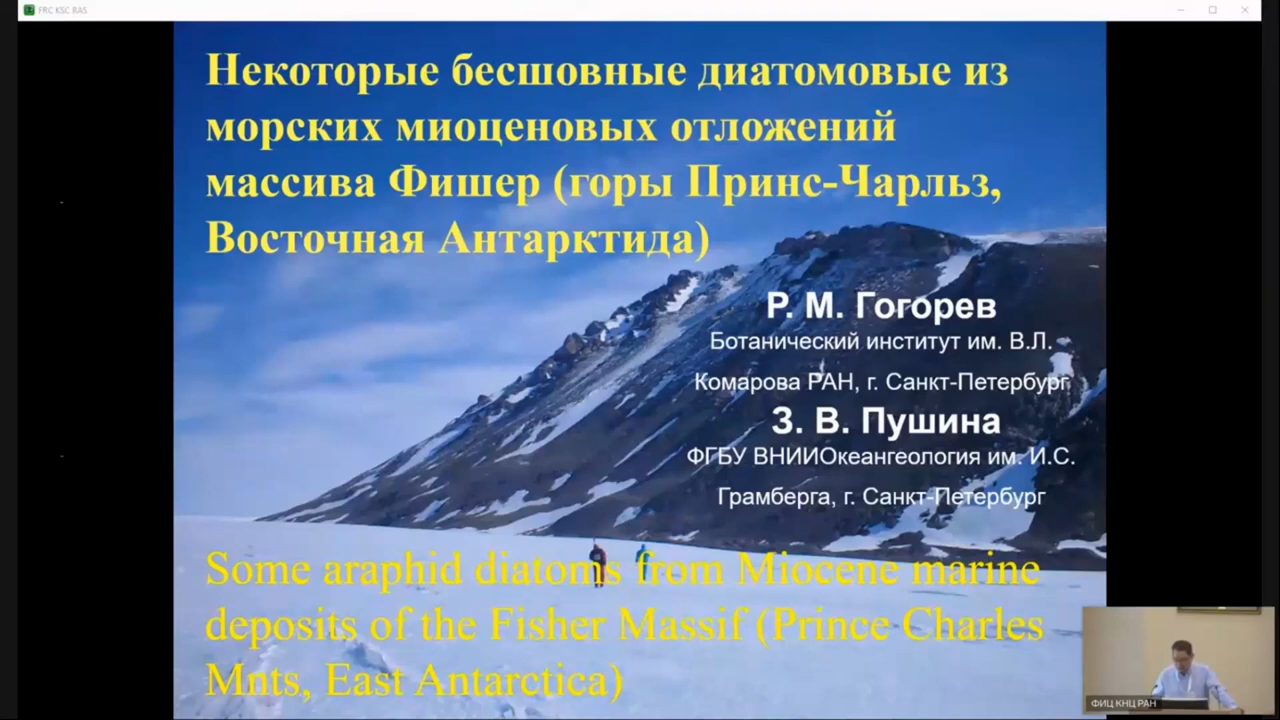 FRC KSC RAS
Некоторые бесшовные диатомовые из
морских миоценовых отложений
массива Фишер (горы Принс-Чарльз,
Восточная Антарктида)
Р. М. Гогорев
Ботанический институт им. В.Л.
Комарова РАН, г. Санкт-Петербург
З. В. Пушина
ФГБУ ВНИИОкеангеология им. И.С.
Грамберга, г. Санкт-Петербург
Some araphid diatoms from Miocene marine
deposits of the Fisher Massif (Prince Charles
Mnts, East Antarctica)
ФИЦ КНЦ РАН